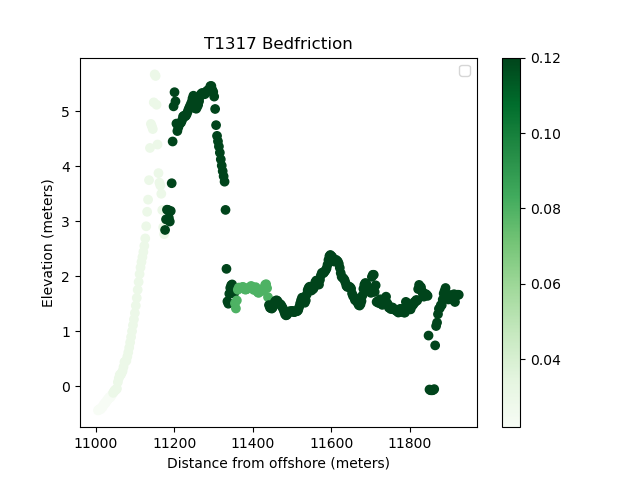 T1317 Bedfriction
Elevation (meters)
5
4
3
2
1
0
11000 11200 11400 11600 11800
Distance from offshore (meters)
0.12
0.10
0.08
0.06
0.04